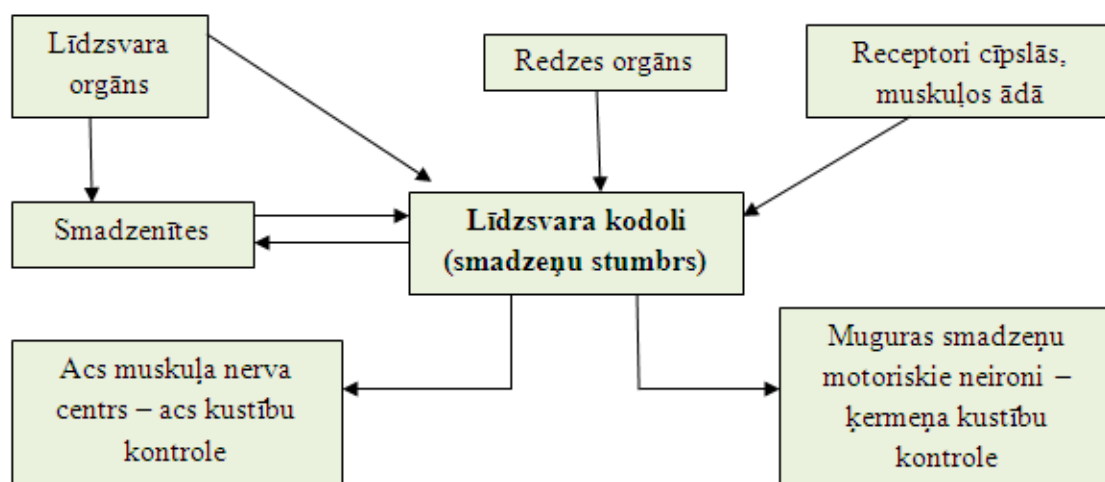 Līdzsvara
orgāns
Redzes orgāns
Receptori cīpslās,
muskuļos ādā
Smadzenītes
Līdzsvara kodoli
(smadzeņu stumbrs)
Acs muskuļa nerva
centrs – acs kustību
kontrole
Muguras smadzeņu
motoriskie neironi –
ķermeņa kustību
kontrole